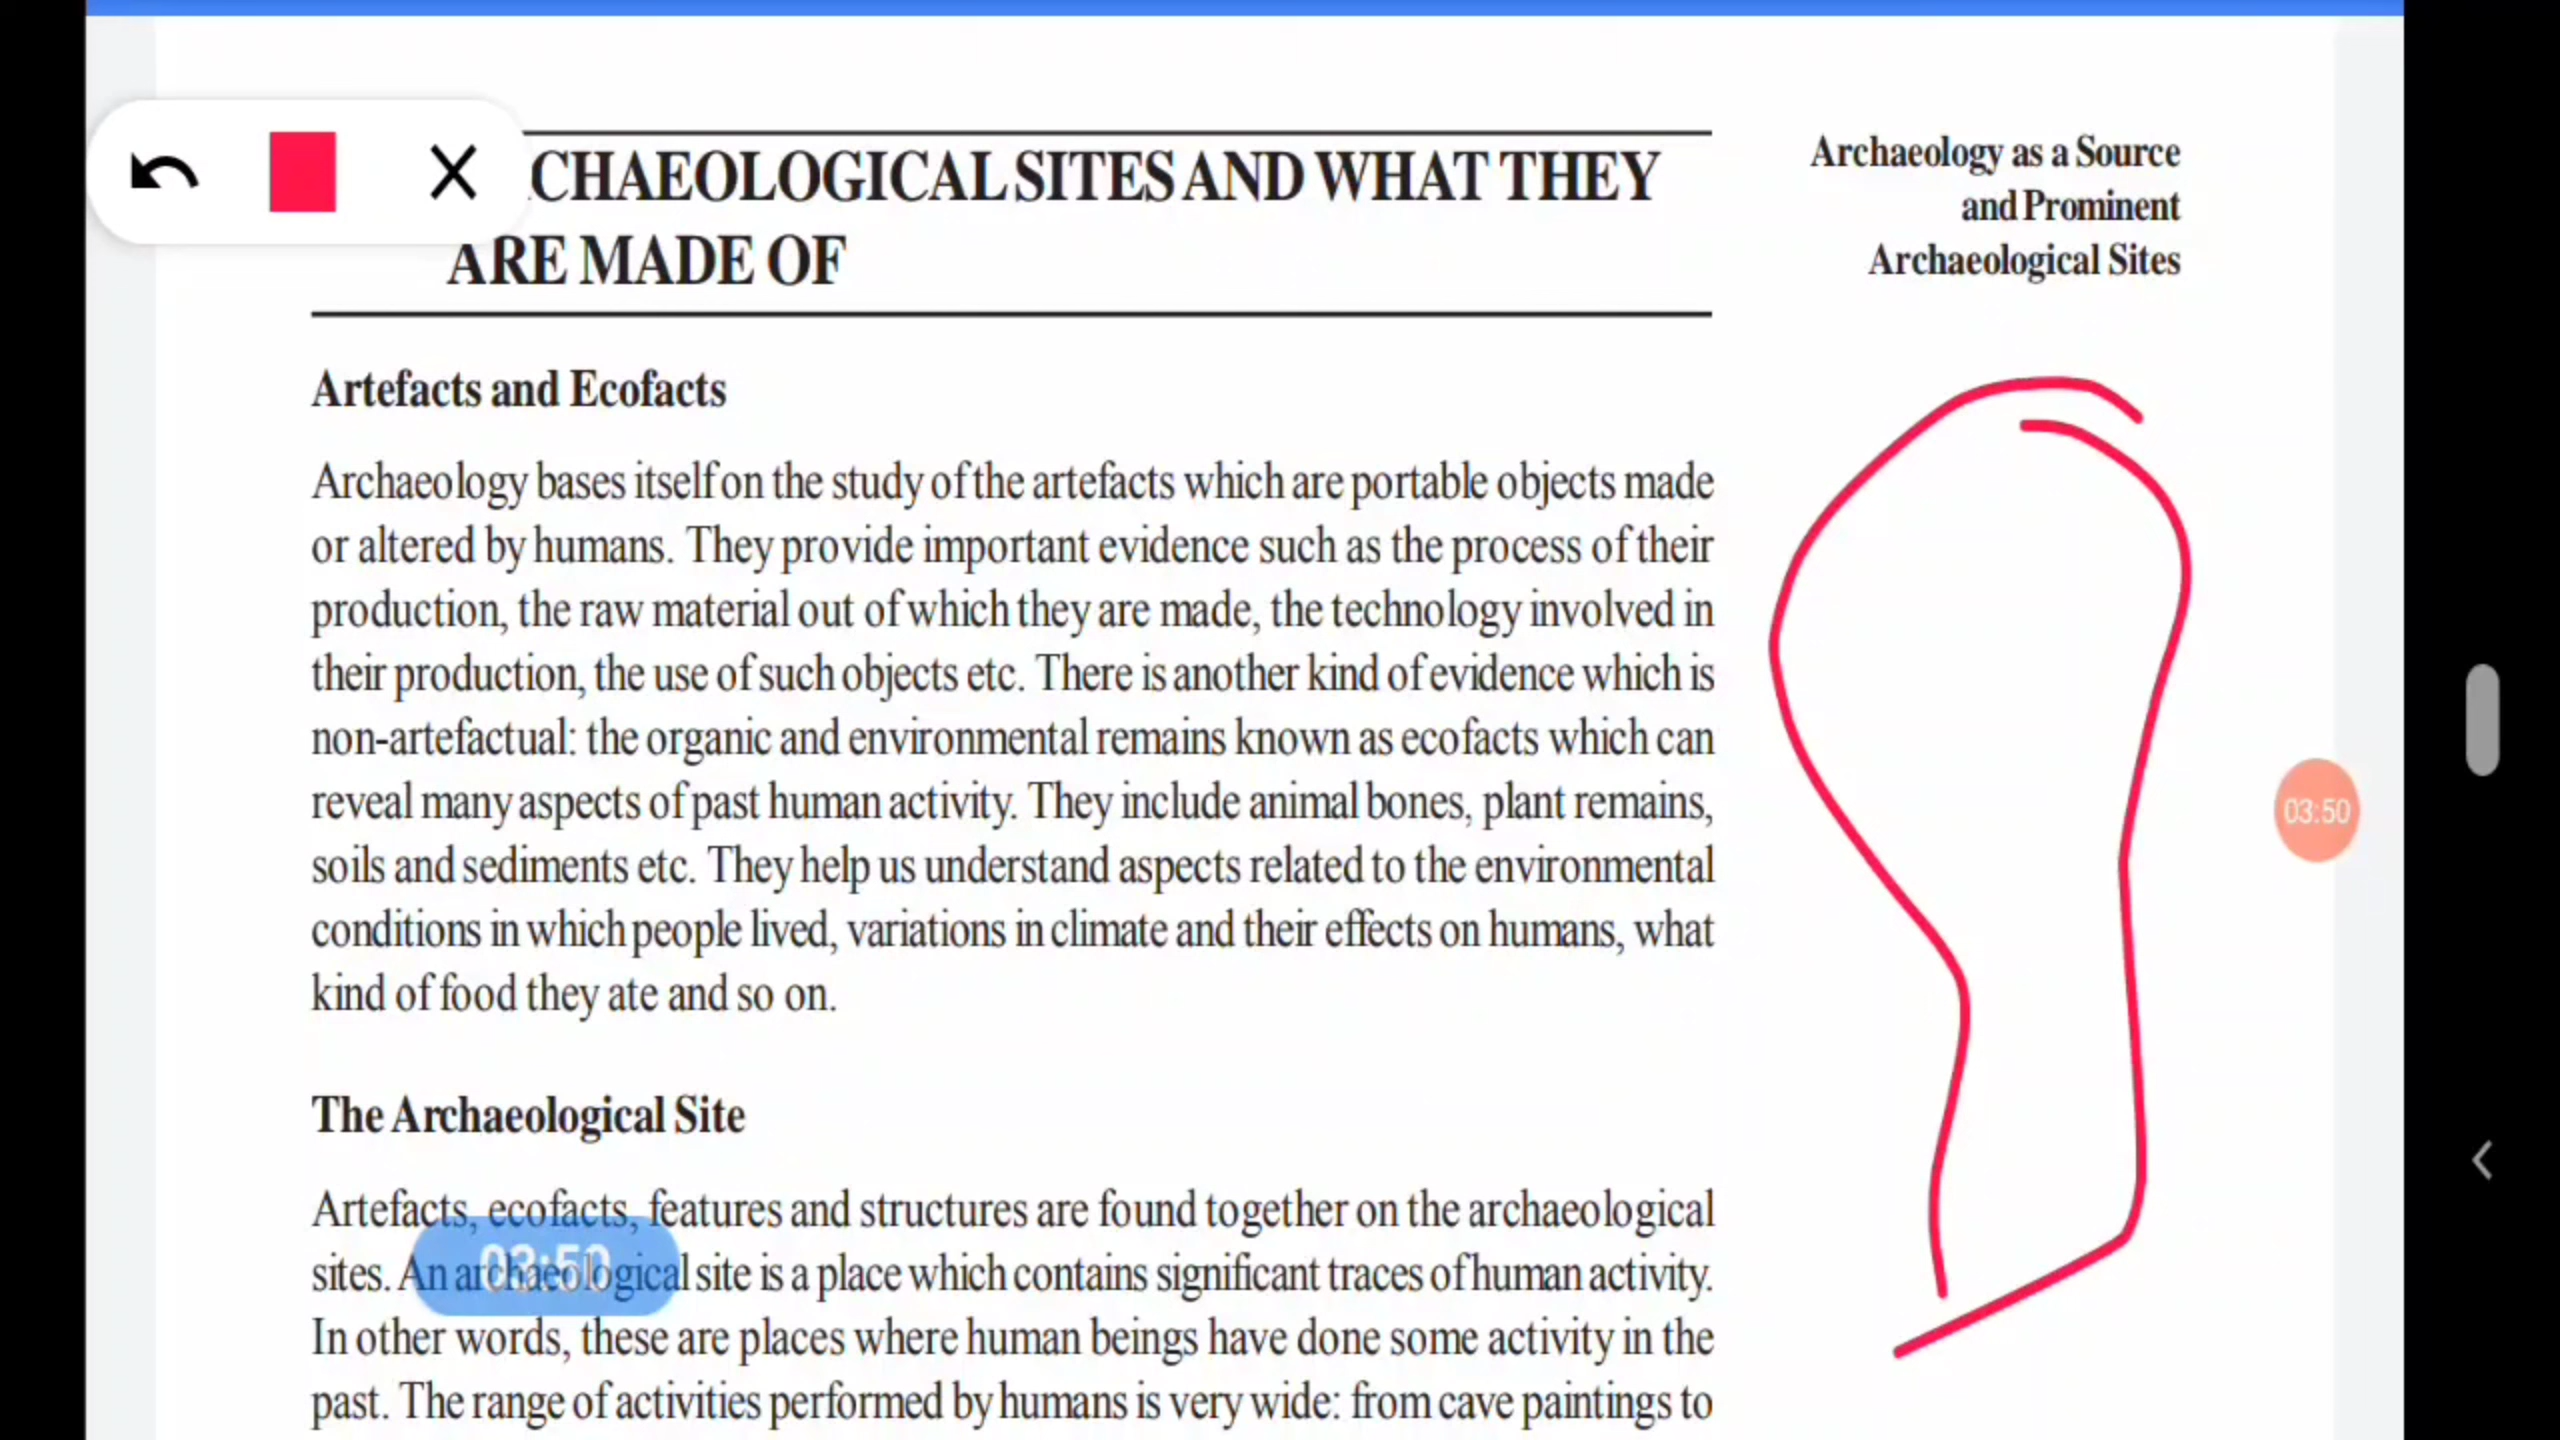 CHAEOLOGICAL SITES AND WHAT THEY
ARE MADE OF
Archaeology as a Source
and Prominent
Archaeological Sites
Artefacts and Ecofacts
Archaeology bases itself on the study of the artefacts which are portable objects made
or altered by humans. They provide important evidence such as the process of their
production, the raw material out of which they are made, the technology involved in
their production, the use of such objects etc. There is another kind of evidence which is
non-artefactual: the organic and environmental remains known as ecofacts which can
reveal many aspects of past human activity. They include animal bones, plant remains,
soils and sediments etc. They help us understand aspects related to the environmental
conditions in which people lived, variations in climate and their effects on humans, what
kind of food they ate and so on.
03:50
The Archaeological Site
Artefacts, ecofacts, features and structures are found together on the archaeological
sites. An archaeological site is a place which contains significant traces of human activity.
03:50
In other words, these are places where human beings have done some activity in the
past. The range of activities performed by humans is very wide: from cave paintings to